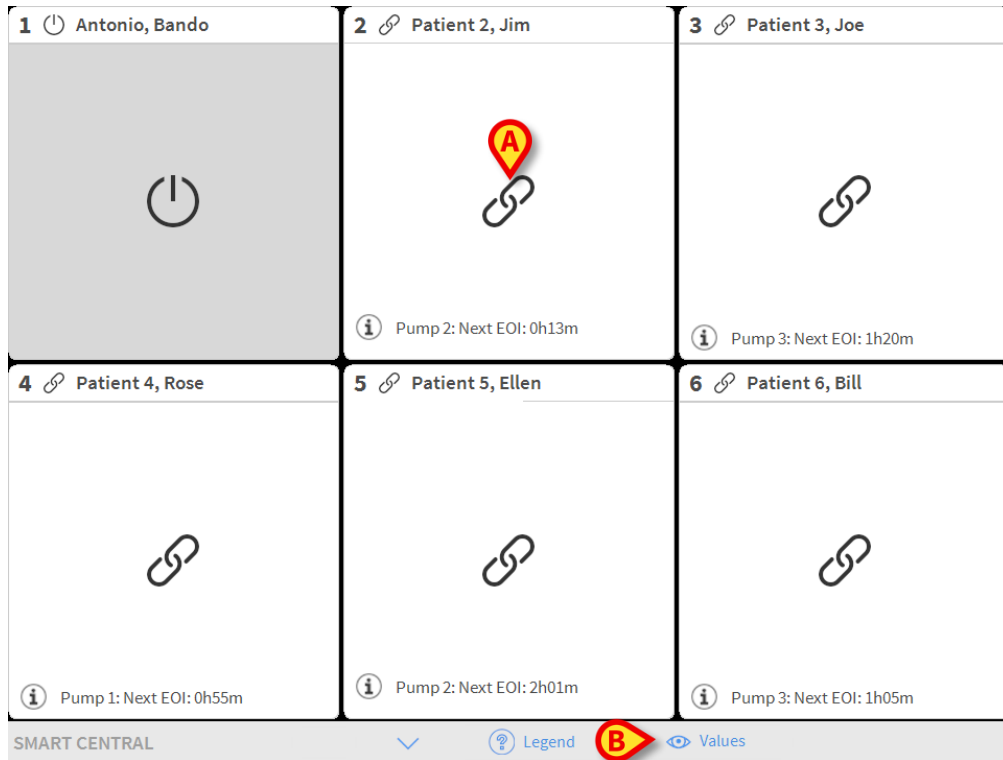 1 Antonio, Bando
2 Patient 2, Jim
3 Patient 3, Joe
A
Pump 2: Next EOI: 0h13m
Pump 3: Next EOI: 1h20m
4 Patient 4, Rose
5 Patient 5, Ellen
6 Patient 6, Bill
Pump 1: Next EOI: 0h55m
Pump 2: Next EOI: 2h01m
Pump 3: Next EOI: 1h05m
SMART CENTRAL
Legend
B
Values